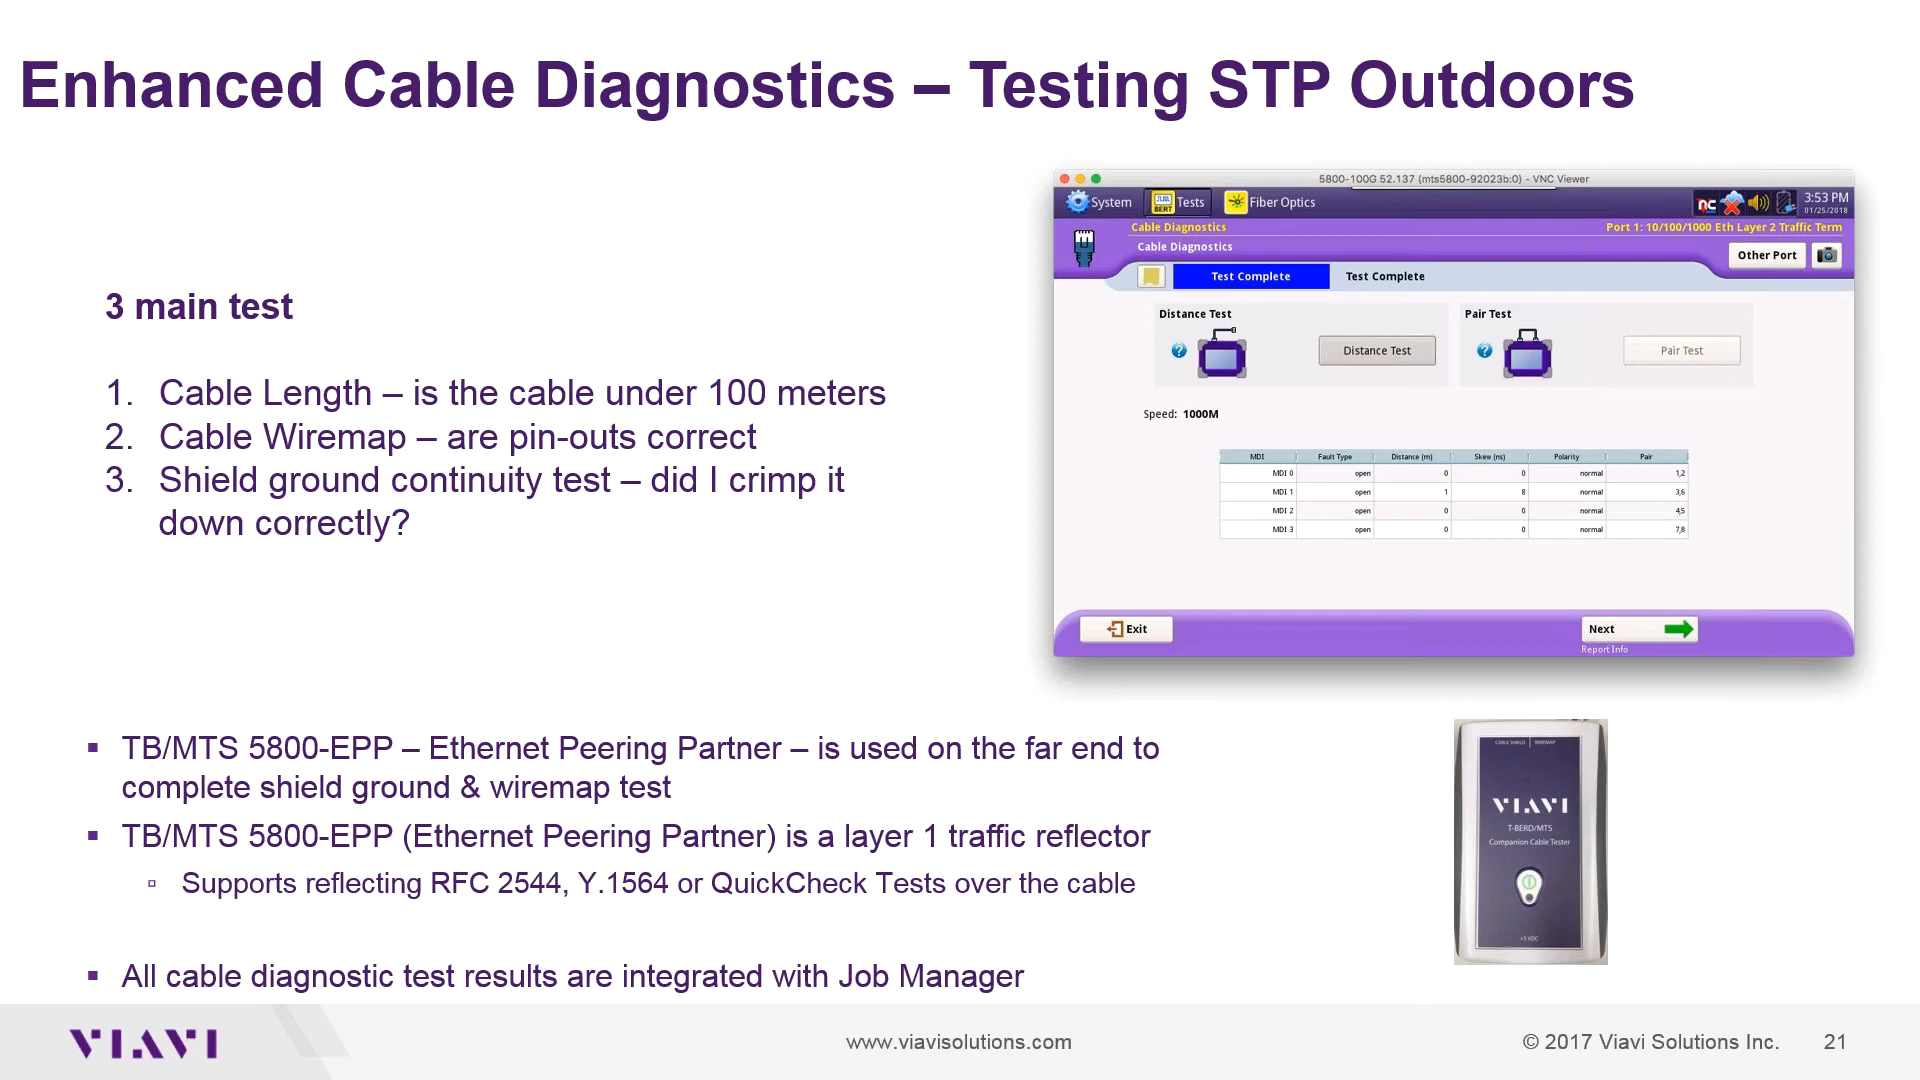 Enhanced Cable Diagnostics – Testing STP Outdoors
3 main test
1. Cable Length – is the cable under 100 meters
2. Cable Wiremap – are pin-outs correct
3. Shield ground continuity test – did I crimp it
down correctly?
5800-100G 52.137 (mts5800-92023b:0) - VNC Viewer
System
BERT
Tests
Fiber Optics
3:53 PM
01/25/2018
Cable Diagnostics
Port 1: 10/100/1000 Eth Layer 2 Traffic Term
Cable Diagnostics
Other Port
Test Complete
Test Complete
Distance Test
Distance Test
Pair Test
Pair Test
Speed: 1000M
MDI Fault Type Distance (m) Skew (ns) Polarity Pair
MDI 0 open 0 0 normal 1,2
MDI 1 open 1 8 normal 3,6
MDI 2 open 0 0 normal 4,5
MDI 3 open 0 0 normal 7,8
Exit
Next
Report Info
▪ TB/MTS 5800-EPP – Ethernet Peering Partner – is used on the far end to
complete shield ground & wiremap test
▪ TB/MTS 5800-EPP (Ethernet Peering Partner) is a layer 1 traffic reflector
▫ Supports reflecting RFC 2544, Y.1564 or QuickCheck Tests over the cable
▪ All cable diagnostic test results are integrated with Job Manager
CABLE SHIELD | WIREMAP
VIAVI
T-BERD/MTS
Companion Cable Tester
+5 VDC
VIAVI
www.viavisolutions.com
© 2017 Viavi Solutions Inc.
21